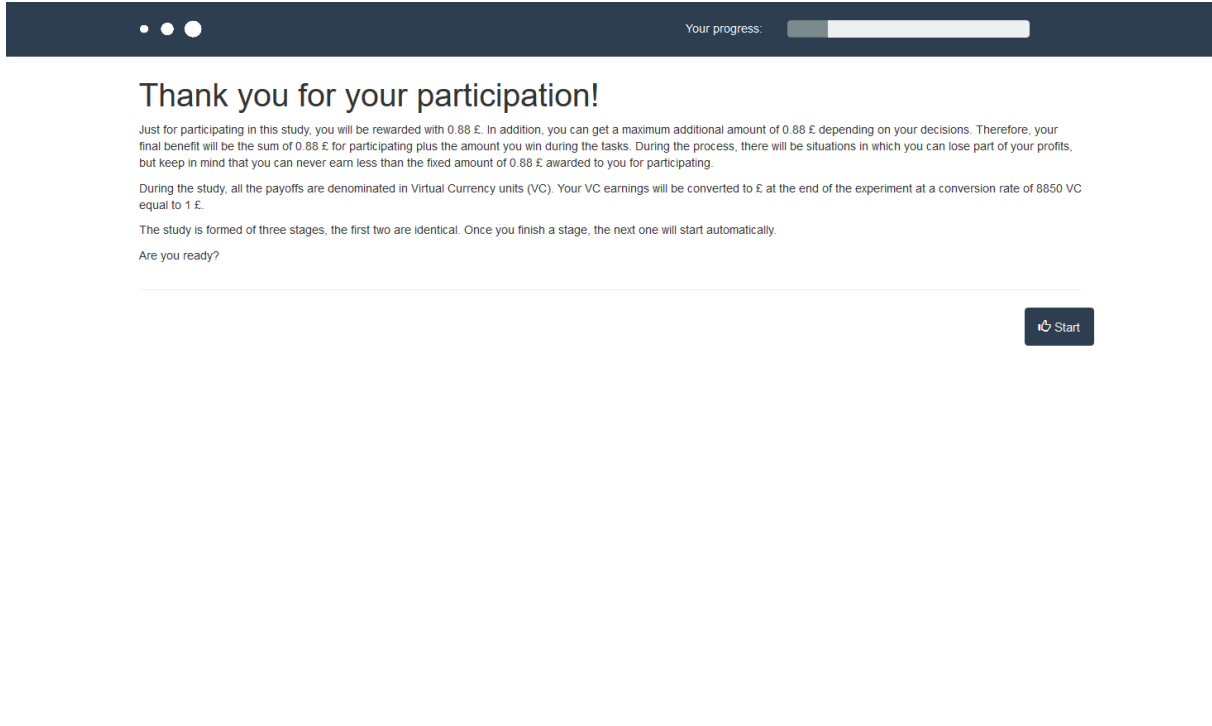 Your progress:
Thank you for your participation!
Just for participating in this study, you will be rewarded with 0.88 £. In addition, you can get a maximum additional amount of 0.88 £ depending on your decisions. Therefore, your
final benefit will be the sum of 0.88 £ for participating plus the amount you win during the tasks. During the process, there will be situations in which you can lose part of your profits,
but keep in mind that you can never earn less than the fixed amount of 0.88 £ awarded to you for participating.
During the study, all the payoffs are denominated in Virtual Currency units (VC). Your VC earnings will be converted to £ at the end of the experiment at a conversion rate of 8850 VC
equal to 1 £.
The study is formed of three stages, the first two are identical. Once you finish a stage, the next one will start automatically.
Are you ready?
Start